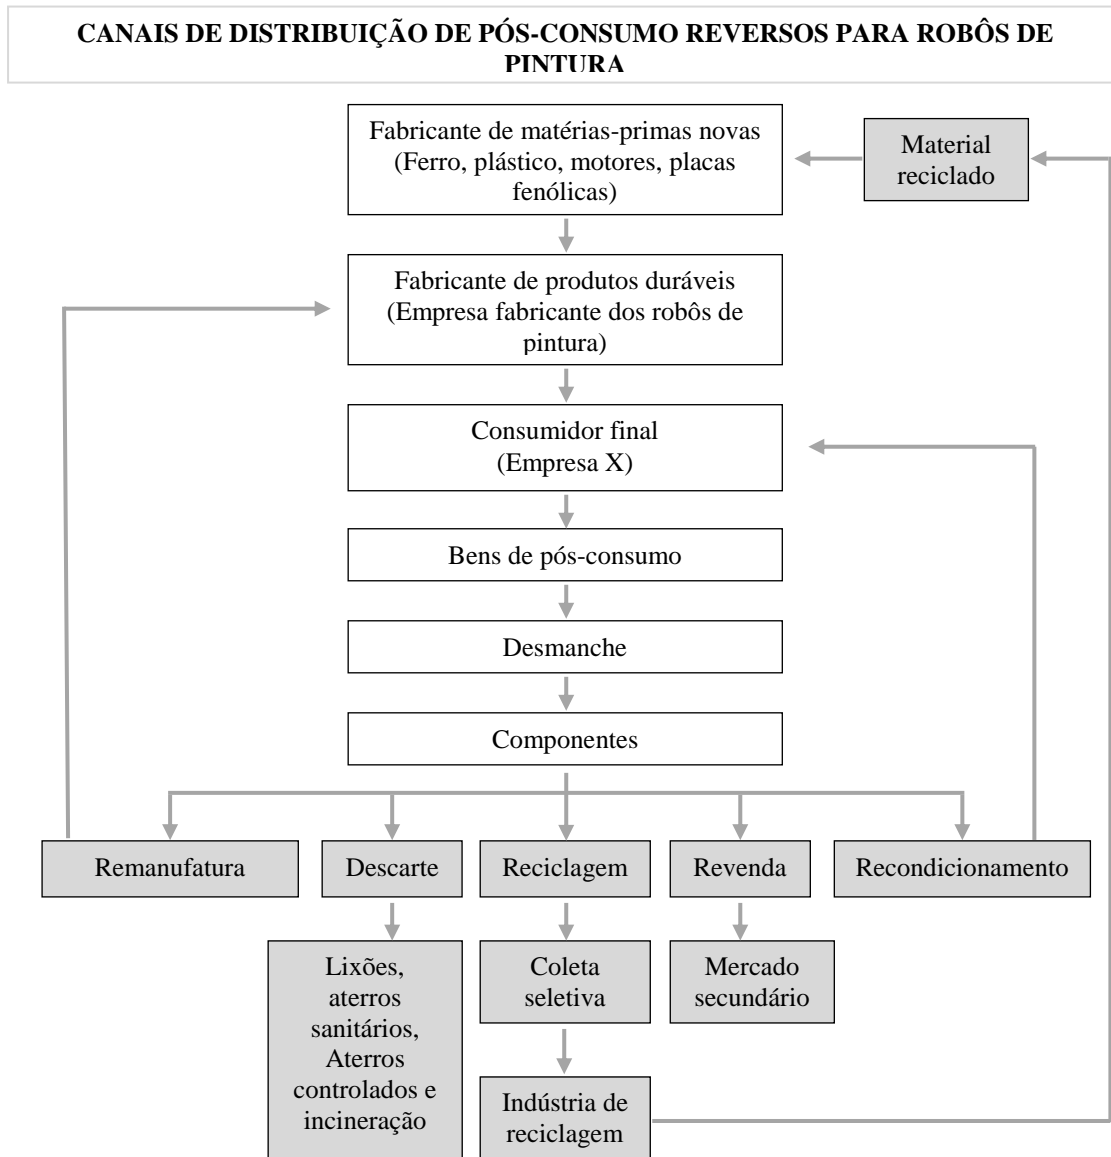 CANAIS DE DISTRIBUIÇÃO DE PÓS-CONSUMO REVERSOS PARA ROBÔS DE
PINTURA
Fabricante de matérias-primas novas
(Ferro, plástico, motores, placas
fenólicas)
Material
reciclado
Fabricante de produtos duráveis
(Empresa fabricante dos robôs de
pintura)
Consumidor final
(Empresa X)
Bens de pós-consumo
Desmanche
Componentes
Remanufatura
Descarte
Reciclagem
Revenda
Recondicionamento
Lixões,
aterros
sanitários,
Aterros
controlados e
incineração
Coleta
seletiva
Mercado
secundário
Indústria de
reciclagem